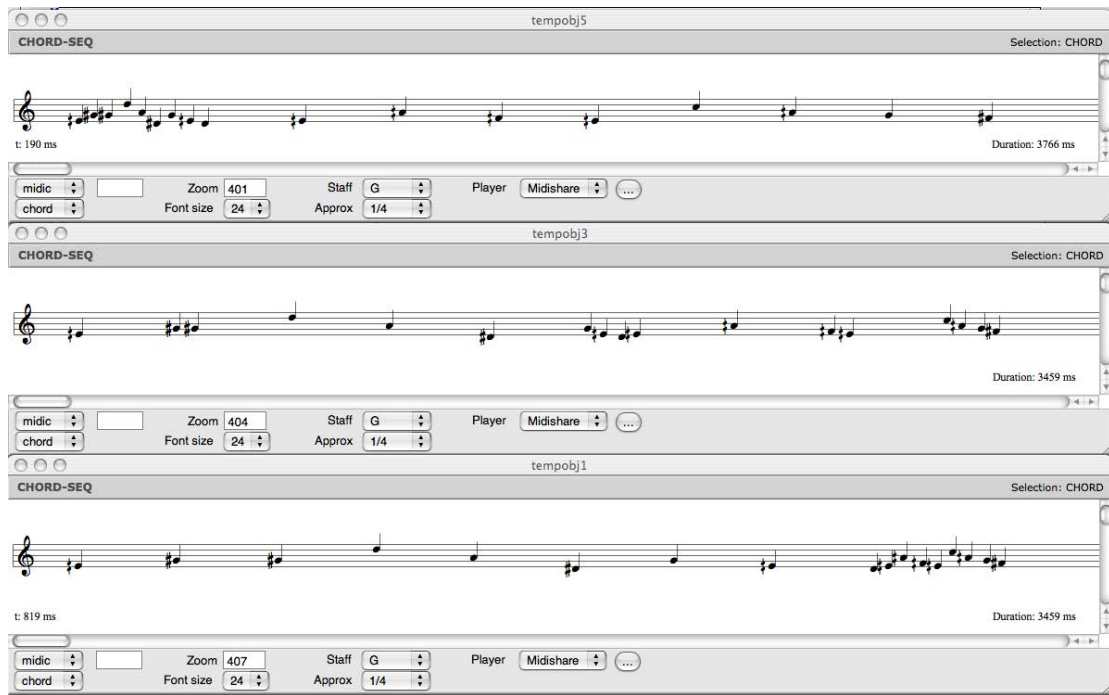 tempobj5
CHORD-SEQ Selection: CHORD
t: 190 ms Duration: 3766 ms
midic Zoom 401 Staff G Player Midishare ...
chord Font size 24 Approx 1/4
tempobj3
CHORD-SEQ Selection: CHORD
Duration: 3459 ms
midic Zoom 404 Staff G Player Midishare ...
chord Font size 24 Approx 1/4
tempobj1
CHORD-SEQ Selection: CHORD
t: 819 ms Duration: 3459 ms
midic Zoom 407 Staff G Player Midishare ...
chord Font size 24 Approx 1/4